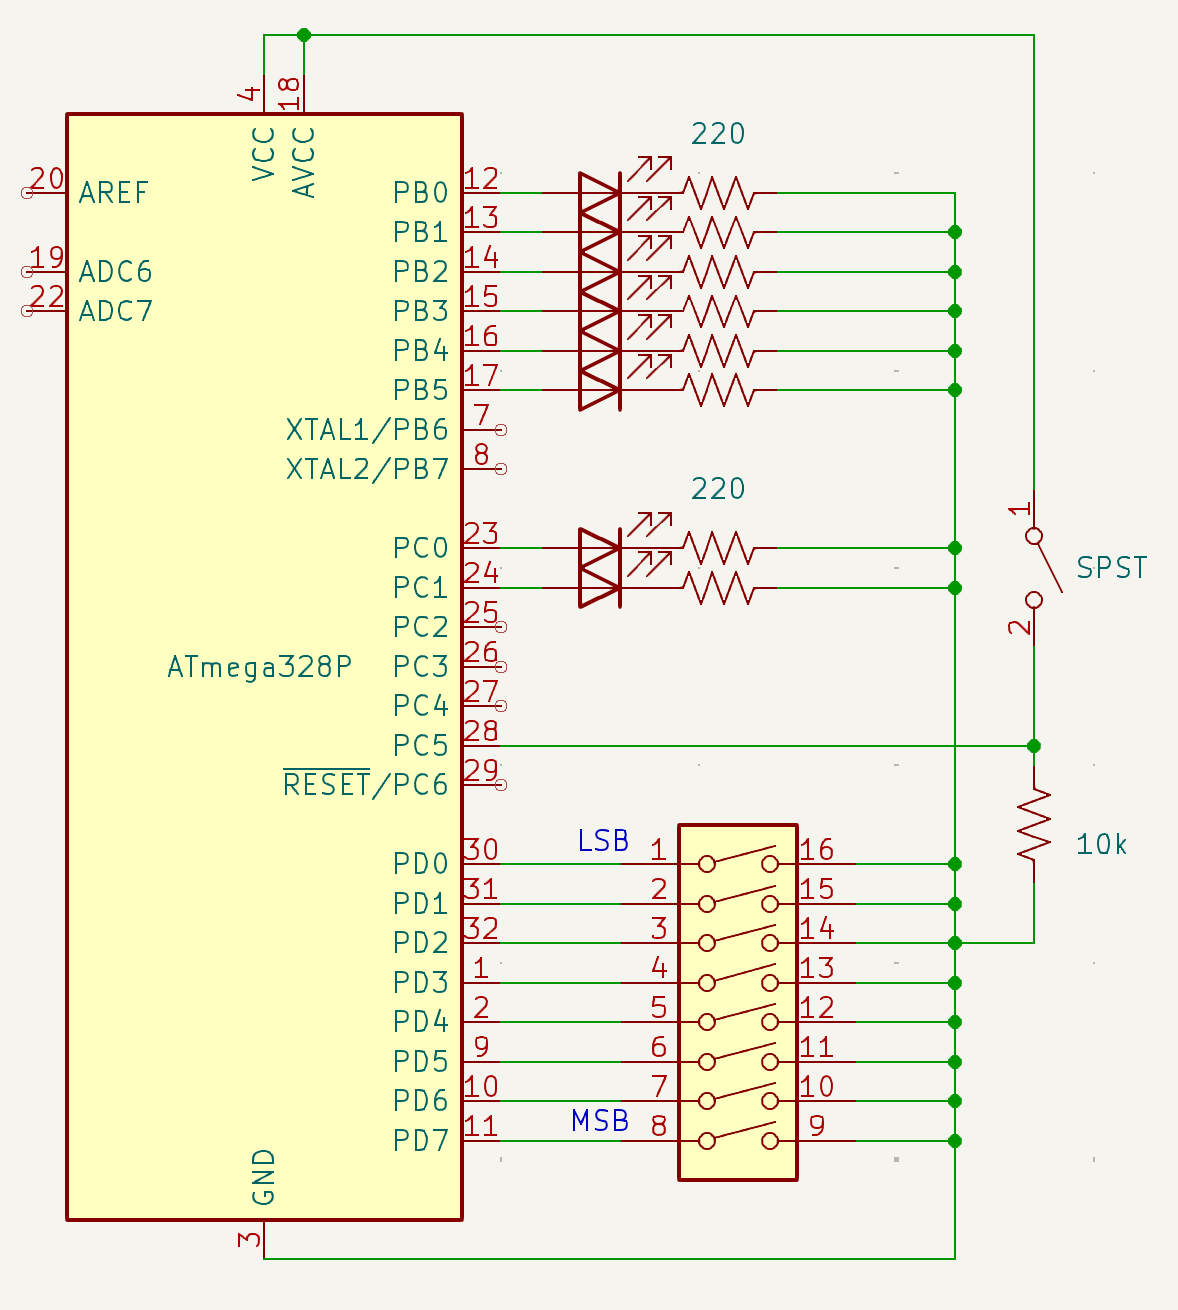 4
18
VCC
AVCC
220
20
AREF
PB0
12
PB1
13
19
ADC6
PB2
14
22
ADC7
PB3
15
PB4
16
PB5
17
XTAL1/PB6
7
XTAL2/PB7
8
220
1
PC0
23
SPST
PC1
24
PC2
25
2
ATmega328P
PC3
26
PC4
27
PC5
28
RESET/PC6
29
10k
LSB
PD0
30
1
16
PD1
31
2
15
PD2
32
3
14
PD3
1
4
13
PD4
2
5
12
PD5
9
6
11
PD6
10
7
10
MSB
PD7
11
8
9
GND
3